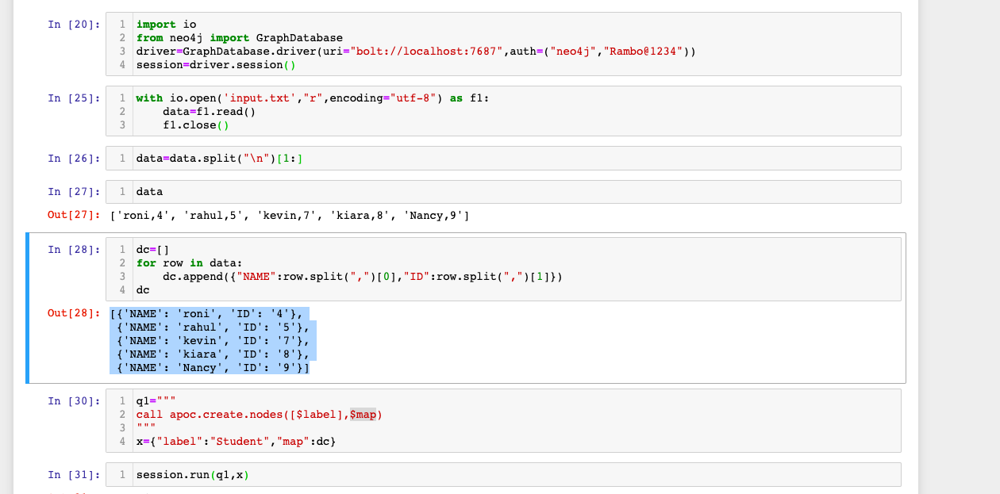 In [20]:
1 import io
2 from neo4j import GraphDatabase
3 driver=GraphDatabase.driver(uri="bolt://localhost:7687",auth=("neo4j","Rambo@1234"))
4 session=driver.session()
In [25]:
1 with io.open('input.txt',"r",encoding="utf-8") as f1:
2     data=f1.read()
3     f1.close()
In [26]:
1 data=data.split("\n")[1:]
In [27]:
1 data
Out[27]: ['roni,4', 'rahul,5', 'kevin,7', 'kiara,8', 'Nancy,9']
In [28]:
1 dc=[]
2 for row in data:
3     dc.append({"NAME":row.split(",")[0],"ID":row.split(",")[1]})
4 dc
Out[28]: [{'NAME': 'roni', 'ID': '4'},
{'NAME': 'rahul', 'ID': '5'},
{'NAME': 'kevin', 'ID': '7'},
{'NAME': 'kiara', 'ID': '8'},
{'NAME': 'Nancy', 'ID': '9'}]
In [30]:
1 q1="""
2 call apoc.create.nodes([$label],$map)
3 """
4 x={"label":"Student","map":dc}
In [31]:
1 session.run(q1,x)